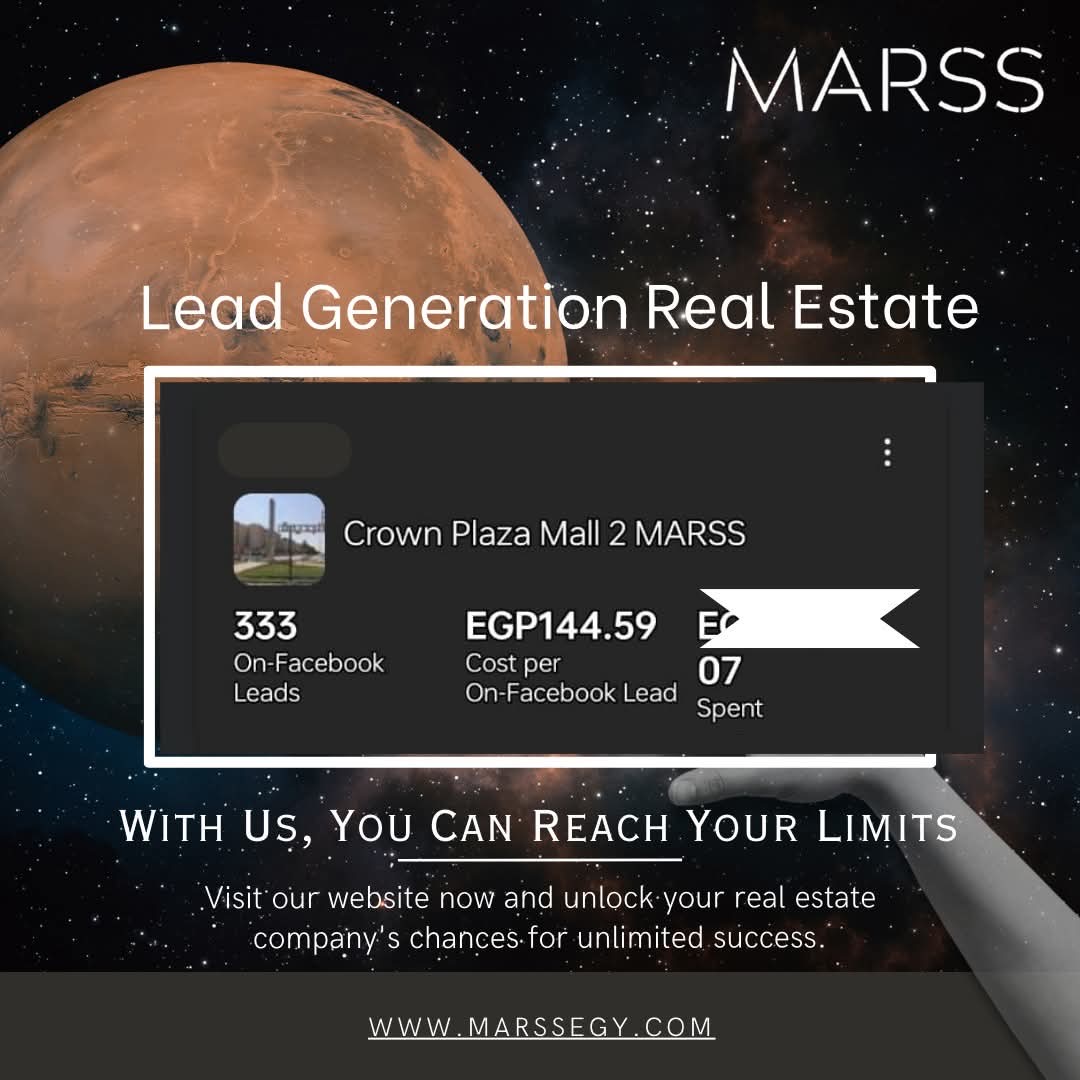 MARSS
Lead Generation Real Estate
Crown Plaza Mall 2 MARSS
333
On-Facebook
Leads
EGP144.59
Cost per
On-Facebook Lead
07
Spent
With Us, You Can Reach Your Limits
Visit our website now and unlock your real estate
company's chances for unlimited success.
WWW.MARSSEGY.COM